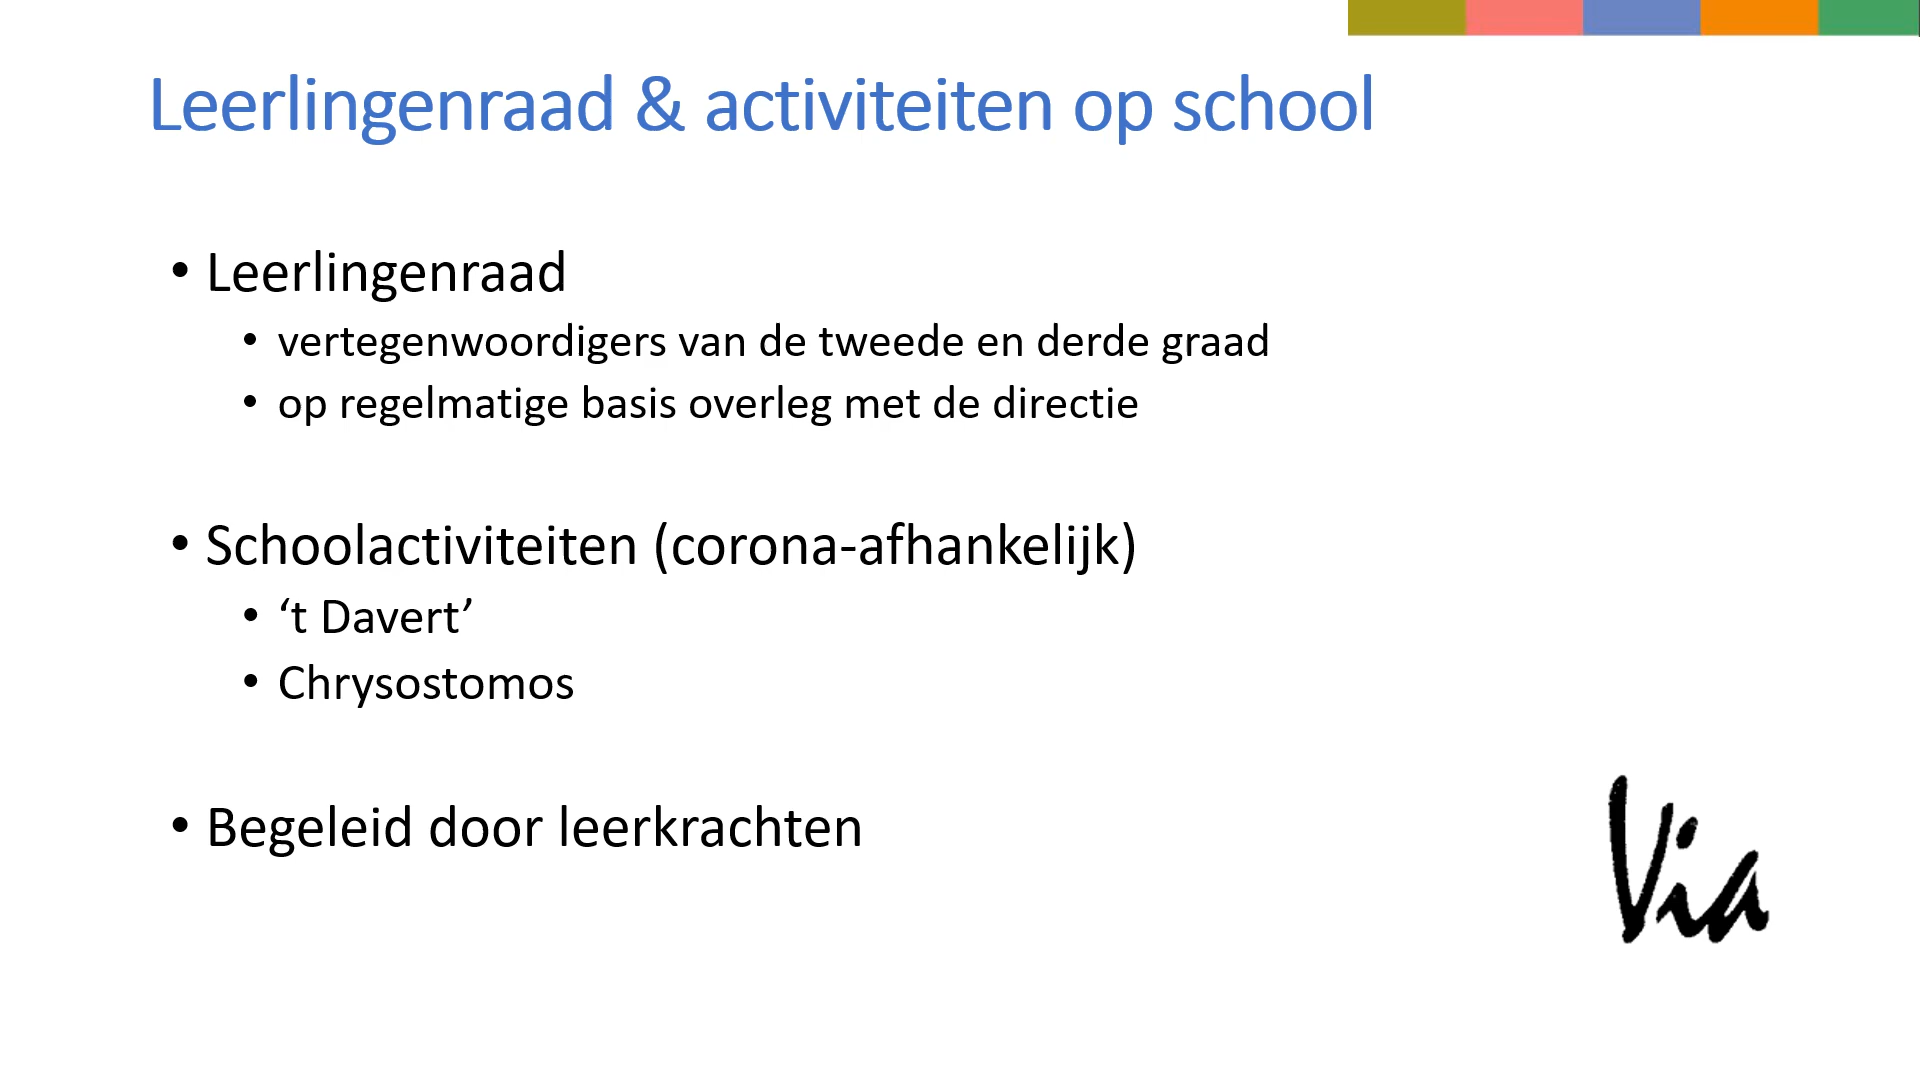 Leerlingenraad & activiteiten op school
• Leerlingenraad
• vertegenwoordigers van de tweede en derde graad
• op regelmatige basis overleg met de directie
• Schoolactiviteiten (corona-afhankelijk)
• ‘t Davert’
• Chrysostomos
• Begeleid door leerkrachten
Via